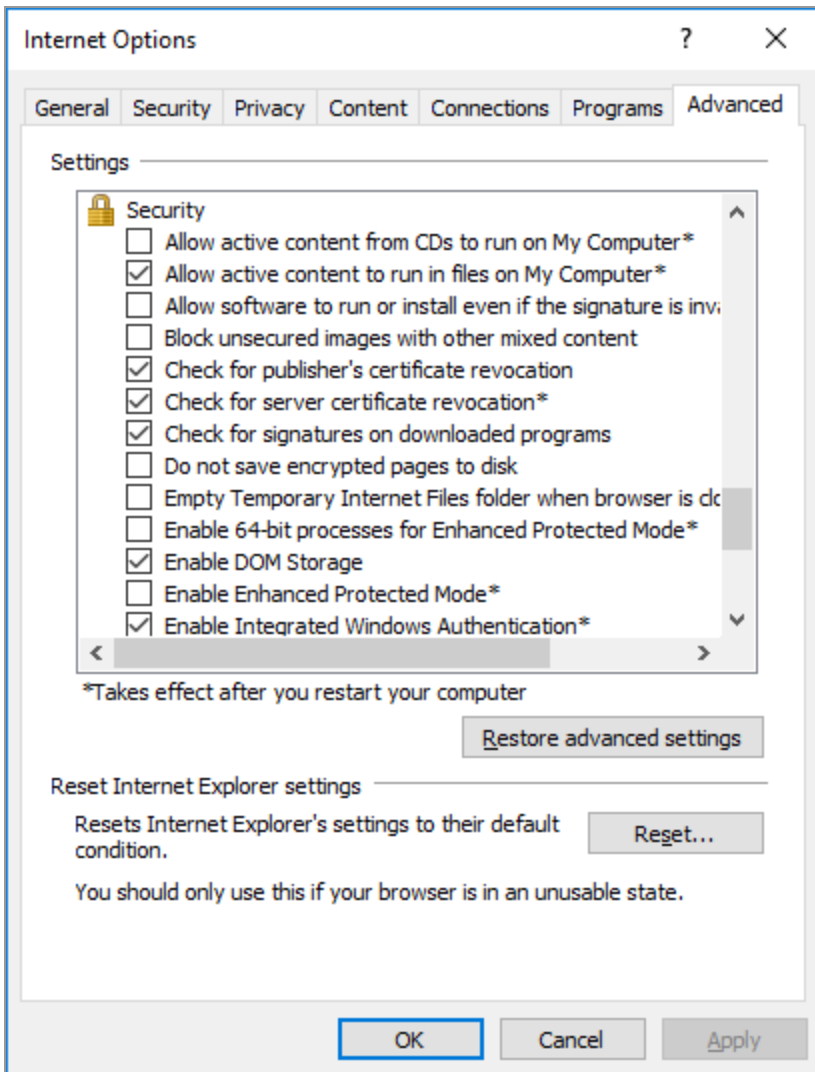 Internet Options
?
General Security Privacy Content Connections Programs Advanced
Settings
Security
Allow active content from CDs to run on My Computer*
Allow active content to run in files on My Computer*
Allow software to run or install even if the signature is inva
Block unsecured images with other mixed content
Check for publisher's certificate revocation
Check for server certificate revocation*
Check for signatures on downloaded programs
Do not save encrypted pages to disk
Empty Temporary Internet Files folder when browser is clo
Enable 64-bit processes for Enhanced Protected Mode*
Enable DOM Storage
Enable Enhanced Protected Mode*
Enable Integrated Windows Authentication*
*Takes effect after you restart your computer
Restore advanced settings
Reset Internet Explorer settings
Resets Internet Explorer's settings to their default
condition.
Reset...
You should only use this if your browser is in an unusable state.
OK Cancel Apply